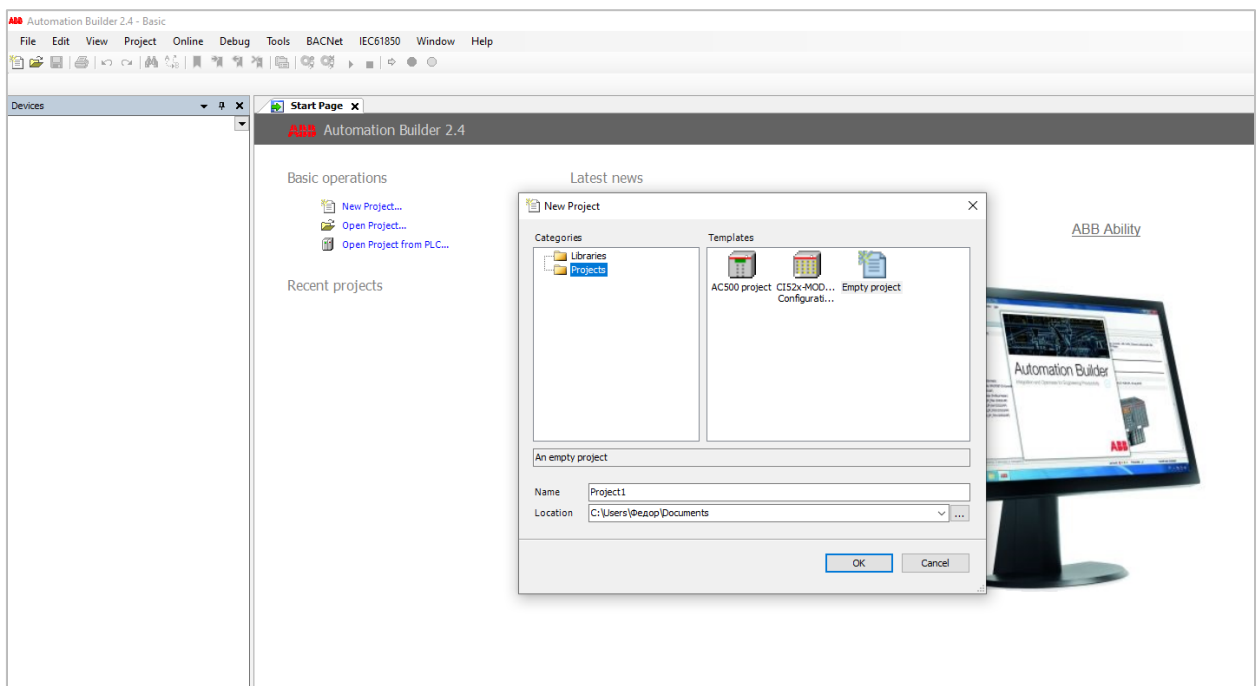 ABB Automation Builder 2.4 - Basic
File Edit View Project Online Debug Tools BACNet IEC61850 Window Help
Devices
Start Page
ABB Automation Builder 2.4
Basic operations
New Project...
Open Project...
Open Project from PLC...
Recent projects
Latest news
New Project
Categories
Libraries
Projects
Templates
AC500 project
CI52x-MOD...
Configurati...
Empty project
An empty project
Name Project1
Location C:\Users\Федор\Documents
...
OK Cancel
ABB Ability
Automation Builder
ABB